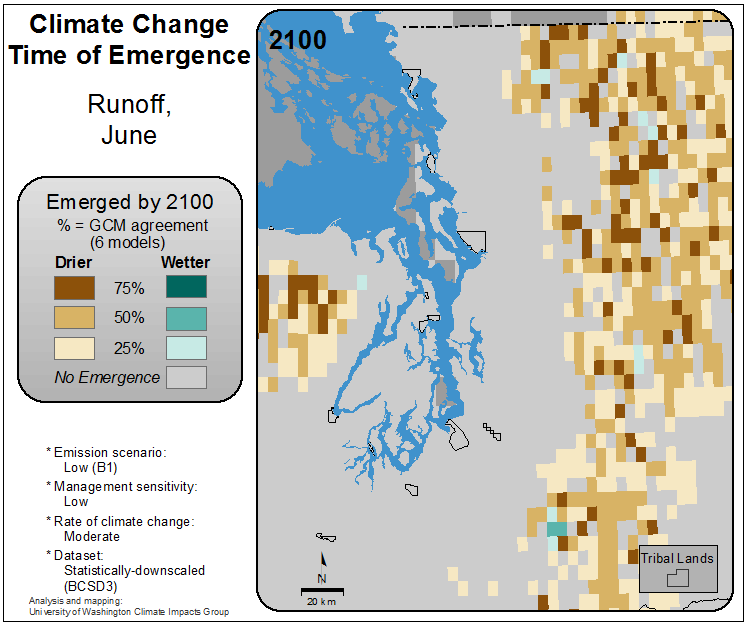 Climate Change
Time of Emergence
Runoff,
June
Emerged by 2100
% = GCM agreement
(6 models)
Drier Wetter
75%
50%
25%
No Emergence
* Emission scenario:
Low (B1)
* Management sensitivity:
Low
* Rate of climate change:
Moderate
* Dataset:
Statistically-downscaled
(BCSD3)
Analysis and mapping:
University of Washington Climate Impacts Group
2100
N
20 km
Tribal Lands